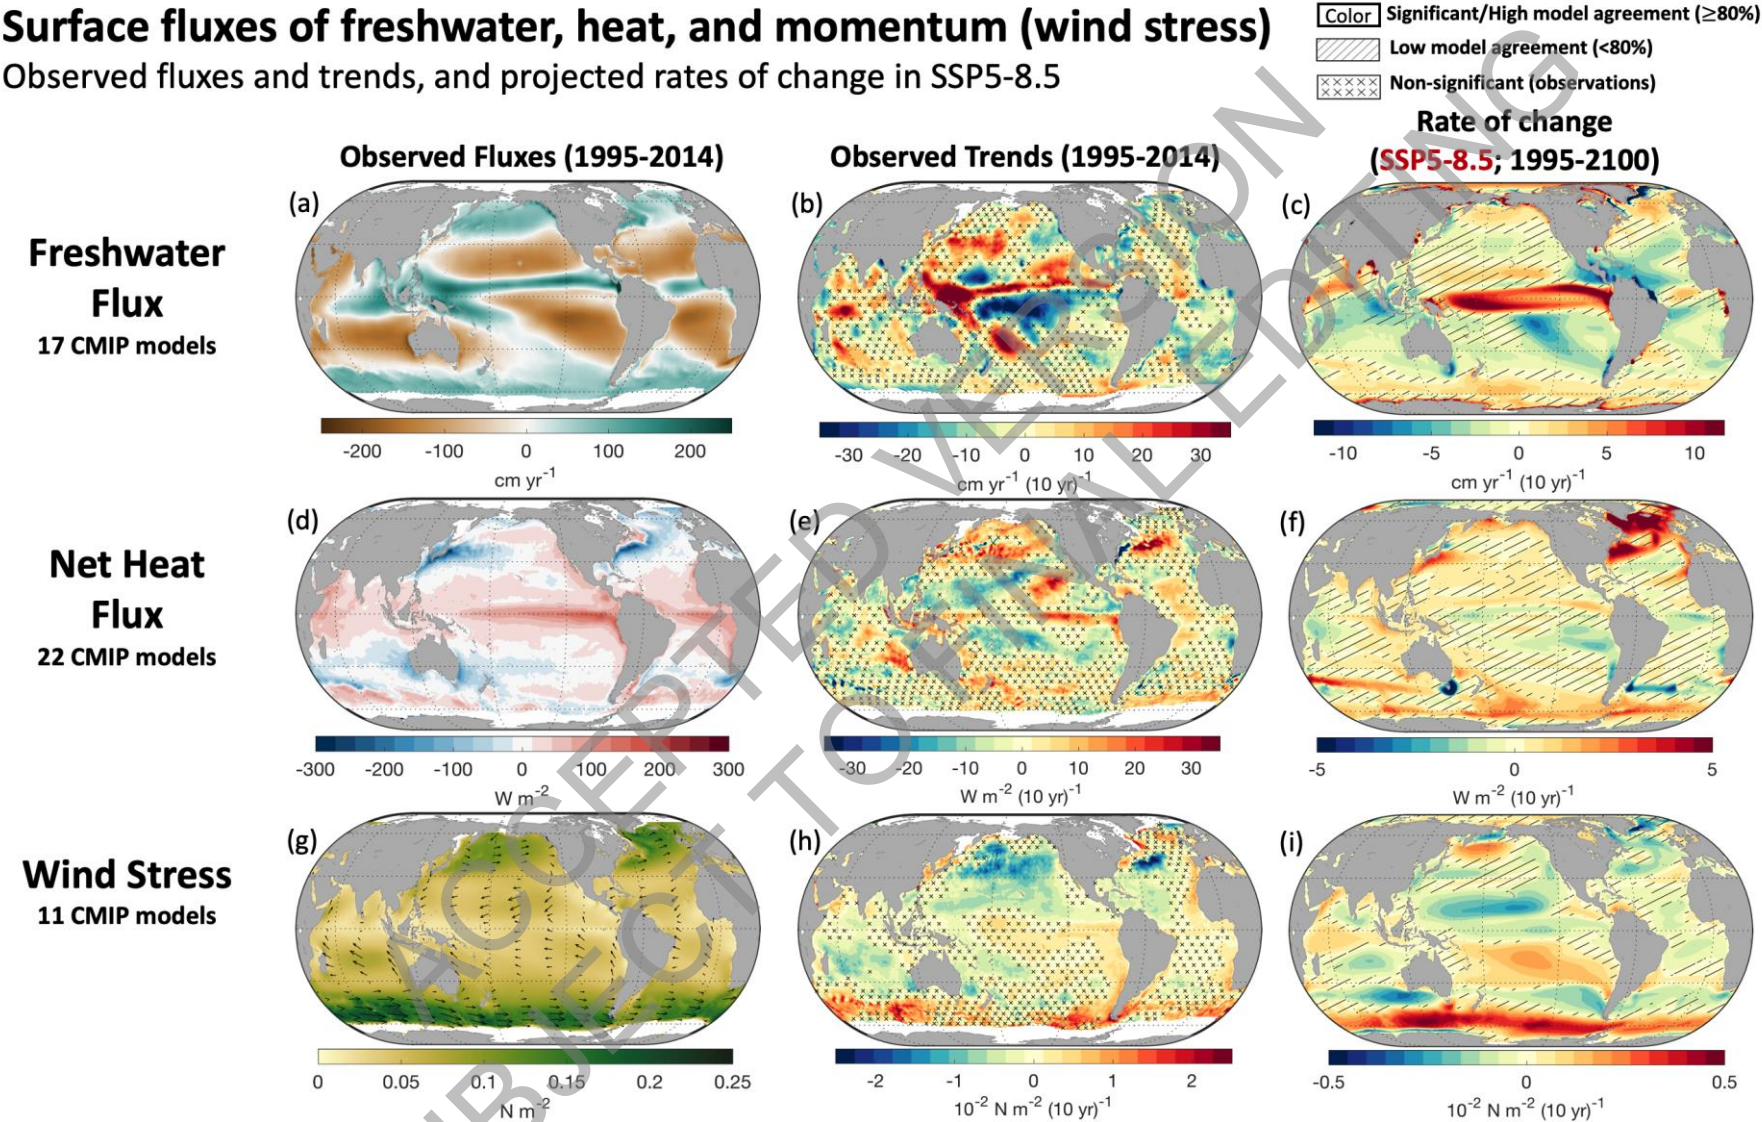 Surface fluxes of freshwater, heat, and momentum (wind stress)
Observed fluxes and trends, and projected rates of change in SSP5-8.5
Color Significant/High model agreement (≥80%)
Low model agreement (<80%)
Non-significant (observations)
Observed Fluxes (1995-2014)
Observed Trends (1995-2014)
Rate of change
(SSP5-8.5; 1995-2100)
Freshwater
Flux
17 CMIP models
(a)
-200 -100 0 100 200
cm yr⁻¹
(b)
-30 -20 -10 0 10 20 30
cm yr⁻¹ (10 yr)⁻¹
(c)
-10 -5 0 5 10
cm yr⁻¹ (10 yr)⁻¹
Net Heat
Flux
22 CMIP models
(d)
-300 -200 -100 0 100 200 300
W m⁻²
(e)
-30 -20 -10 0 10 20 30
W m⁻² (10 yr)⁻¹
(f)
-5 0 5
W m⁻² (10 yr)⁻¹
Wind Stress
11 CMIP models
(g)
0 0.05 0.1 0.15 0.2 0.25
N m⁻²
(h)
-2 -1 0 1 2
10⁻² N m⁻² (10 yr)⁻¹
(i)
-0.5 0 0.5
10⁻² N m⁻² (10 yr)⁻¹
ACCEPTED VERSION
UBJECT TO FINAL EDITING